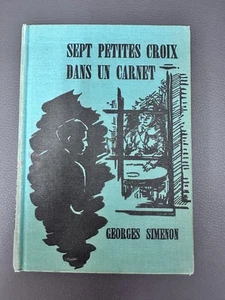 SEPT PETITES CROIX
DANS UN CARNET
GEORGES SIMENON